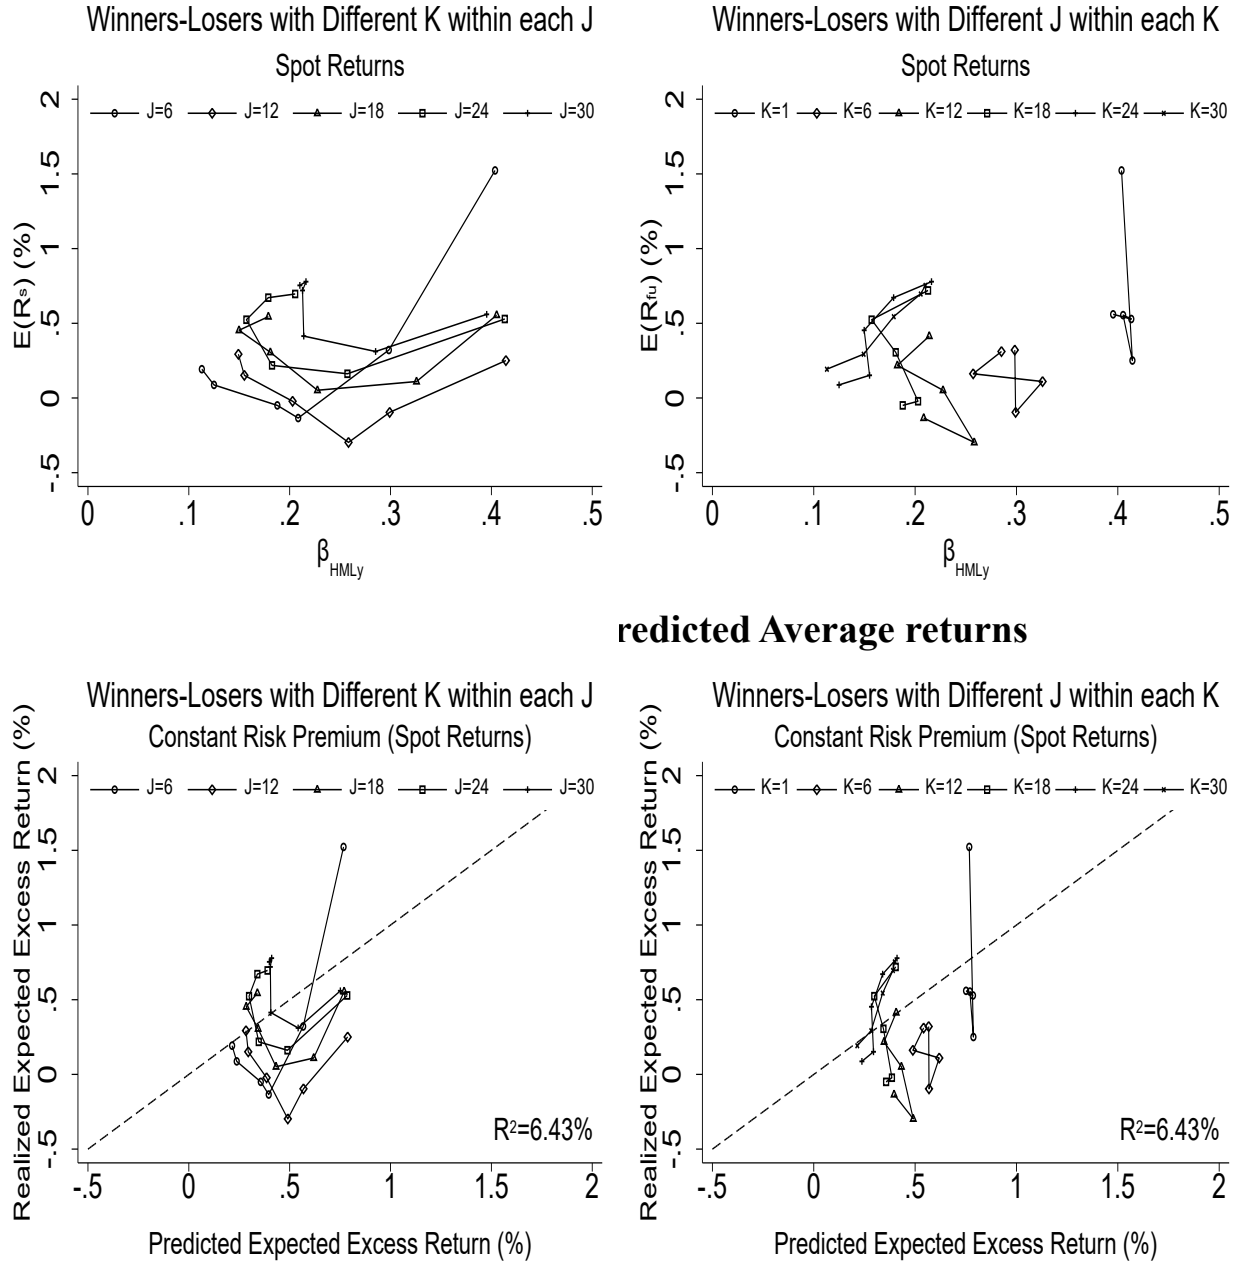 Winners-Losers with Different K within each J
Spot Returns
J=6 J=12 J=18 J=24 J=30
E(Rs) (%)
2
1.5
1
.5
0
-.5
0 .1 .2 .3 .4 .5
βHMLy
Winners-Losers with Different J within each K
Spot Returns
K=1 K=6 K=12 K=18 K=24 K=30
E(Rfu) (%)
2
1.5
1
.5
0
-.5
0 .1 .2 .3 .4 .5
βHMLy
redicted Average returns
Winners-Losers with Different K within each J
Constant Risk Premium (Spot Returns)
J=6 J=12 J=18 J=24 J=30
Realized Expected Excess Return (%)
2
1.5
1
.5
0
-.5
R²=6.43%
-.5 0 .5 1 1.5 2
Predicted Expected Excess Return (%)
Winners-Losers with Different J within each K
Constant Risk Premium (Spot Returns)
K=1 K=6 K=12 K=18 K=24 K=30
Realized Expected Excess Return (%)
2
1.5
1
.5
0
-.5
R²=6.43%
-.5 0 .5 1 1.5 2
Predicted Expected Excess Return (%)